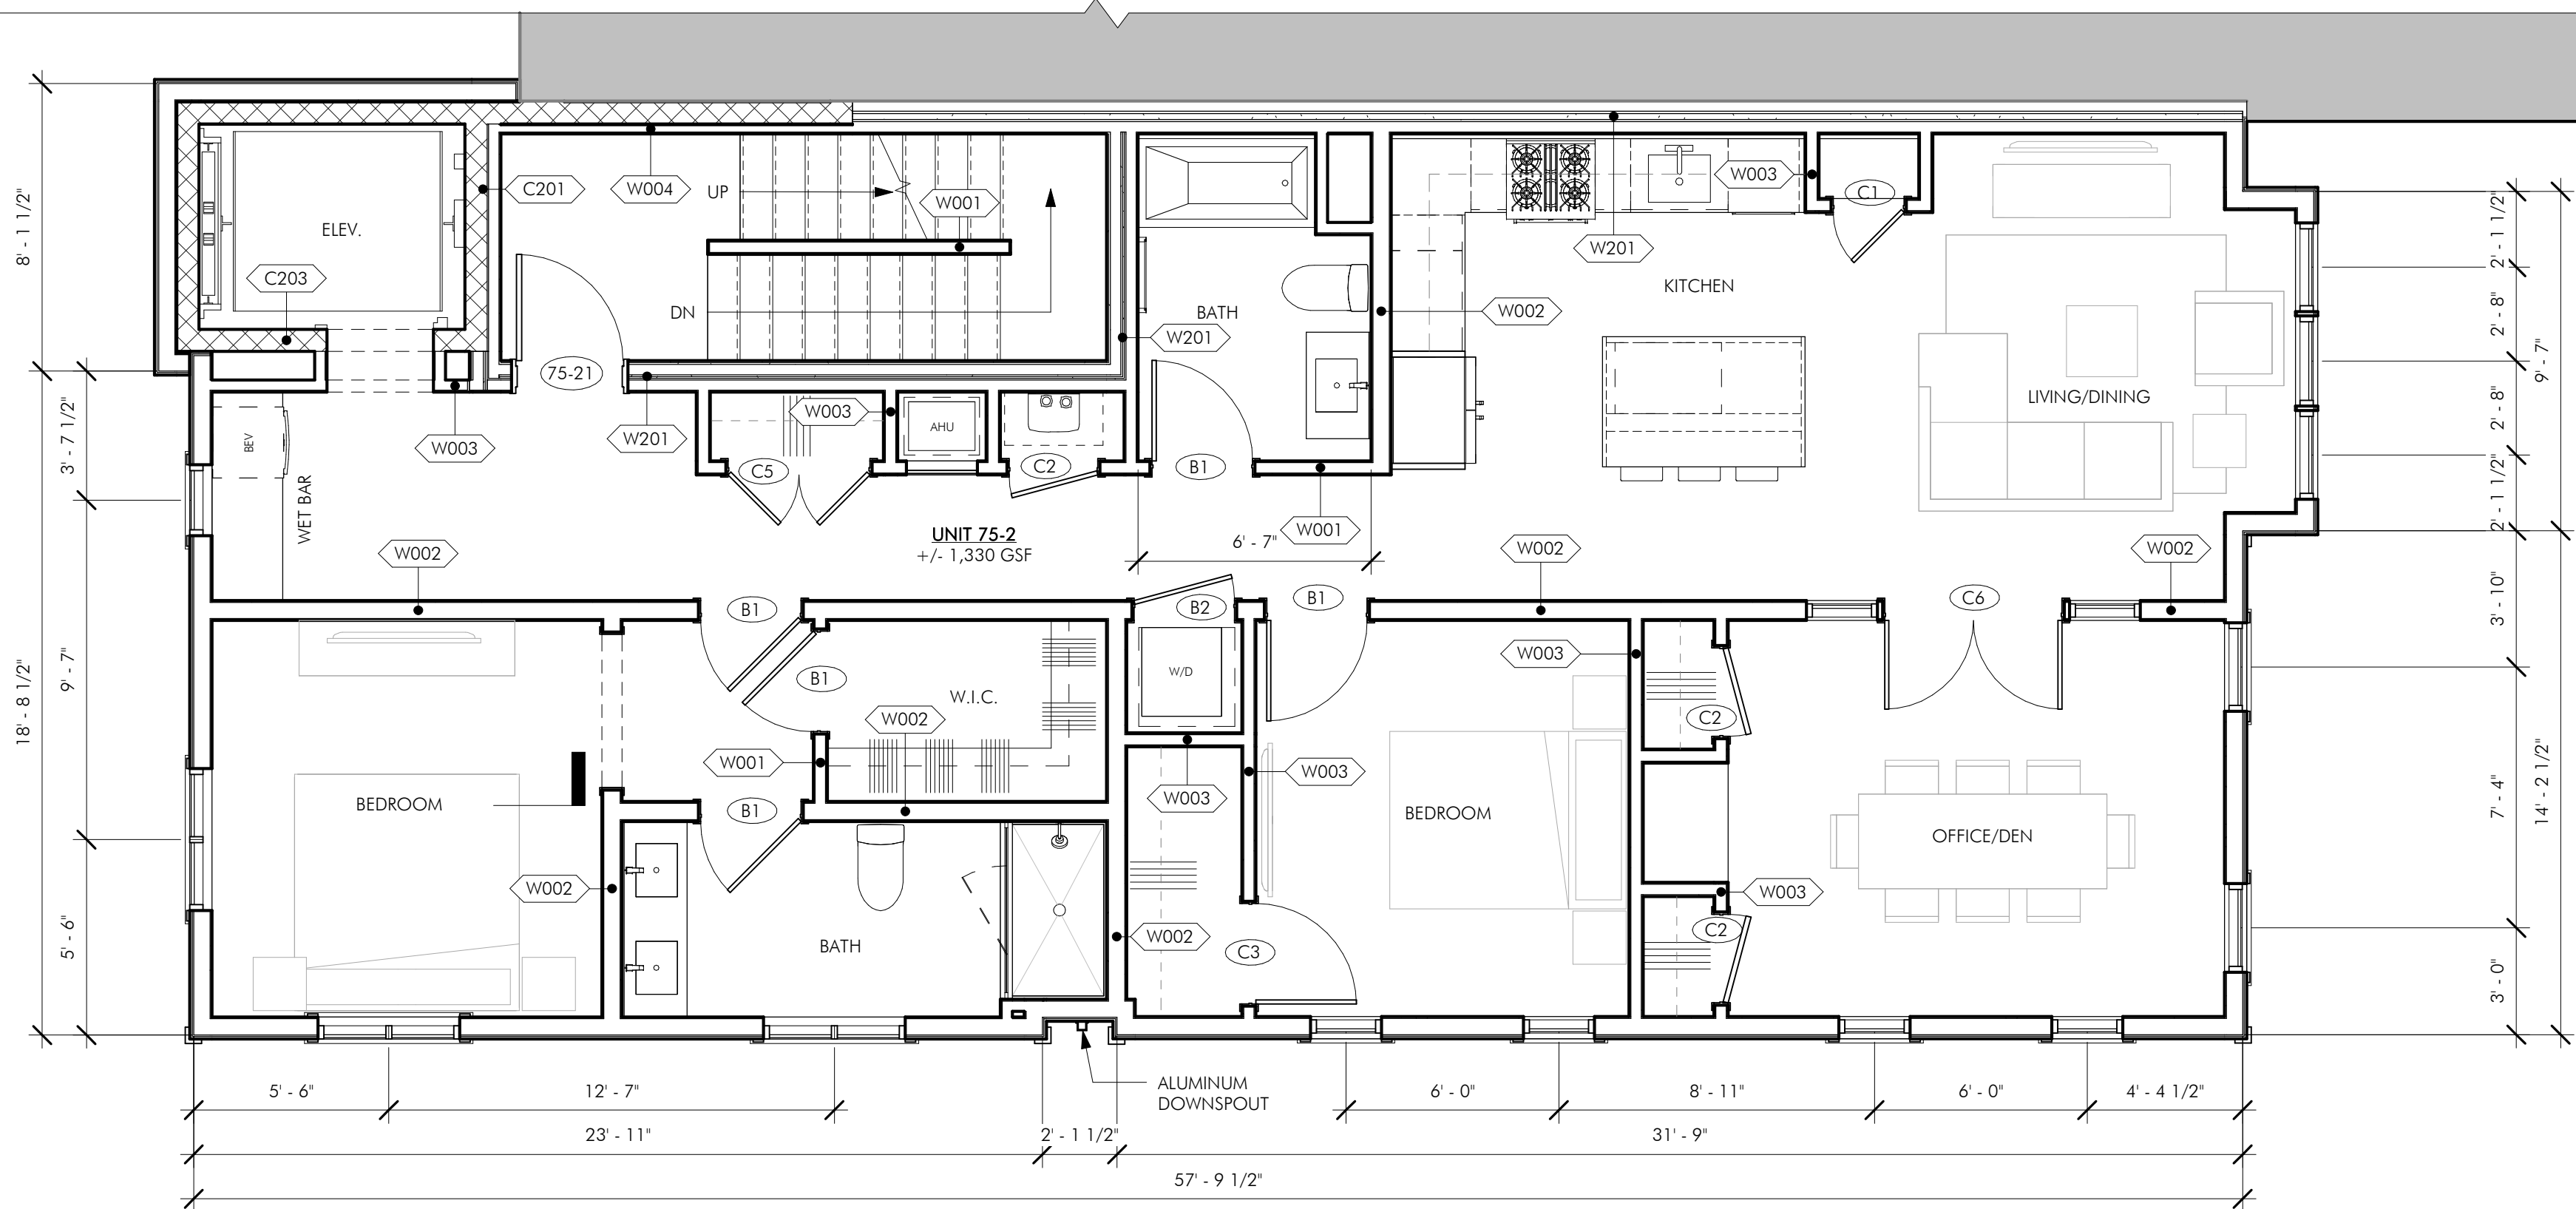 8' - 1 1/2"
18' - 8 1/2"
3' - 7 1/2"
9' - 7"
5' - 6"
ELEV.
C203
C201
W004
UP
W001
DN
75-21
W201
W201
W003
BEV
WET BAR
W002
C5
W003
AHU
C2
BATH
B1
W001
6' - 7"
UNIT 75-2
+/- 1,330 GSF
W002
W201
KITCHEN
W003
C1
LIVING/DINING
W002
W002
C6
B1
B1
B2
B1
W/D
W.I.C.
W002
W001
B1
BEDROOM
W002
BATH
W002
W003
W003
C3
BEDROOM
W003
C2
W003
C2
OFFICE/DEN
2' - 1 1/2"
2' - 8"
2' - 8"
2' - 1 1/2"
9' - 7"
3' - 10"
7' - 4"
3' - 0"
14' - 2 1/2"
ALUMINUM
DOWNSPOUT
5' - 6"
12' - 7"
6' - 0"
8' - 11"
6' - 0"
4' - 4 1/2"
23' - 11"
2' - 1 1/2"
31' - 9"
57' - 9 1/2"